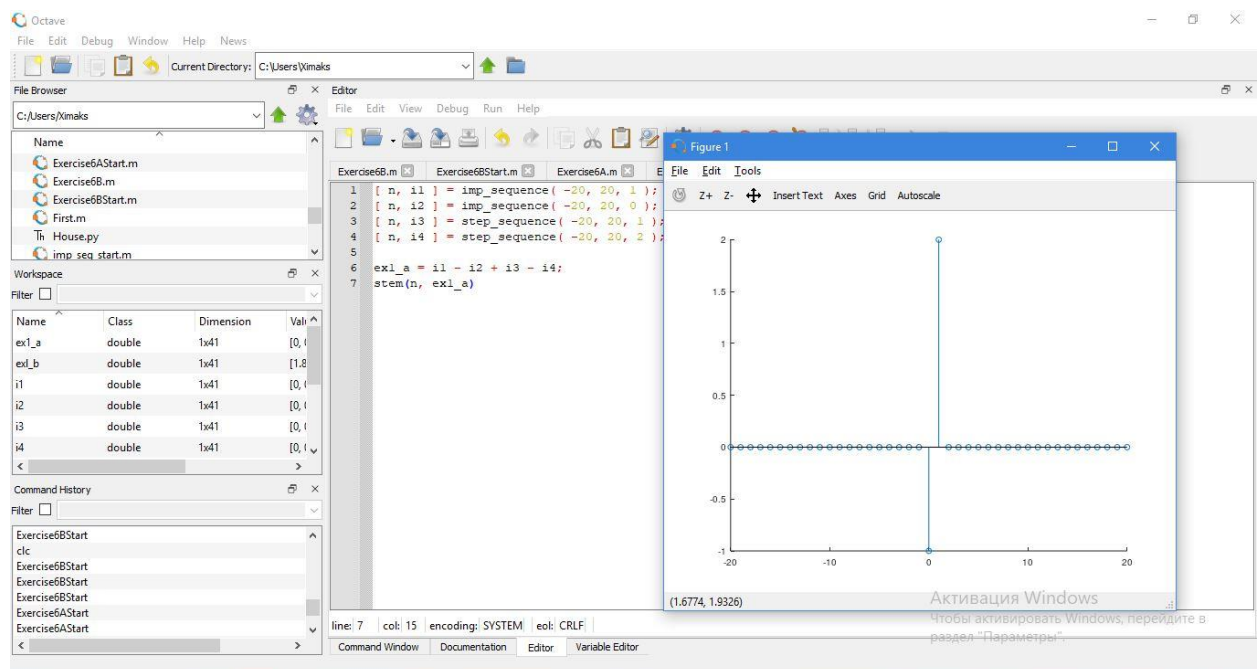 Octave
File Edit Debug Window Help News
Current Directory: C:\Users\Ximaks
File Browser
C:/Users/Ximaks
Name
Exercise6AStart.m
Exercise6B.m
Exercise6BStart.m
First.m
House.py
imp_seq_start.m
Workspace
Filter
Name Class Dimension
ex1_a double 1x41 [0,
exl_b double 1x41 [1.8
i1 double 1x41 [0,
i2 double 1x41 [0,
i3 double 1x41 [0,
i4 double 1x41 [0,
Command History
Filter
Exercise6BStart
clc
Exercise6BStart
Exercise6BStart
Exercise6BStart
Exercise6AStart
Exercise6AStart
Editor
File Edit View Debug Run Help
Exercise6B.m Exercise6BStart.m Exercise6A.m
1 [ n, i1 ] = imp_sequence( -20, 20, 1 );
2 [ n, i2 ] = imp_sequence( -20, 20, 0 );
3 [ n, i3 ] = step_sequence( -20, 20, 1 );
4 [ n, i4 ] = step_sequence( -20, 20, 2 );
5
6 ex1_a = i1 - i2 + i3 - i4;
7 stem(n, ex1_a)
line: 7 col: 15 encoding: SYSTEM eol: CRLF
Command Window Documentation Editor Variable Editor
Figure 1
File Edit Tools
Z+ Z- Insert Text Axes Grid Autoscale
2
1.5
1
0.5
0
-0.5
-1
-20 -10 0 10 20
(1.6774, 1.9326)
Активация Windows
Чтобы активировать Windows, перейдите в
раздел "Параметры".